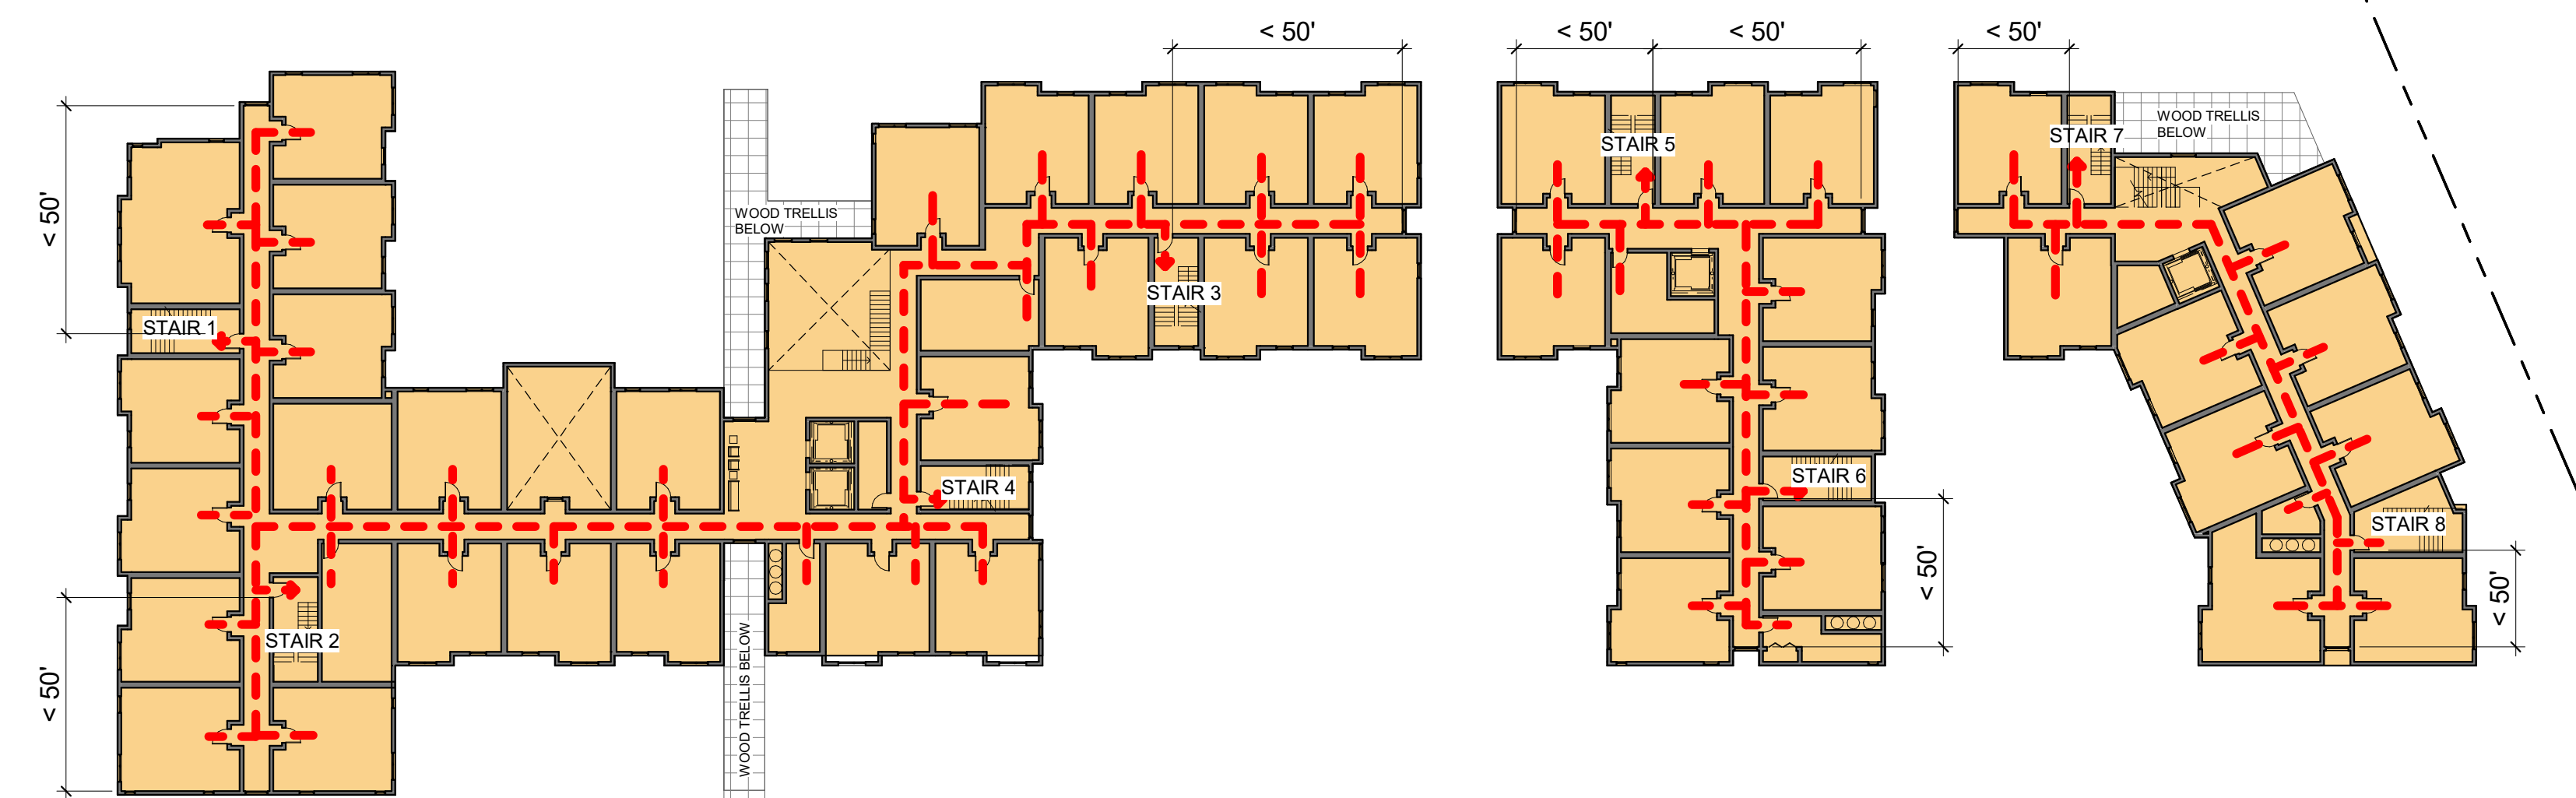 < 50'
< 50'
< 50'
< 50'
WOOD TRELLIS
BELOW
STAIR 7
STAIR 5
< 50'
WOOD TRELLIS
BELOW
STAIR 3
STAIR 1
STAIR 6
STAIR 4
STAIR 8
< 50'
< 50'
STAIR 2
WOOD TRELLIS BELOW
< 50'